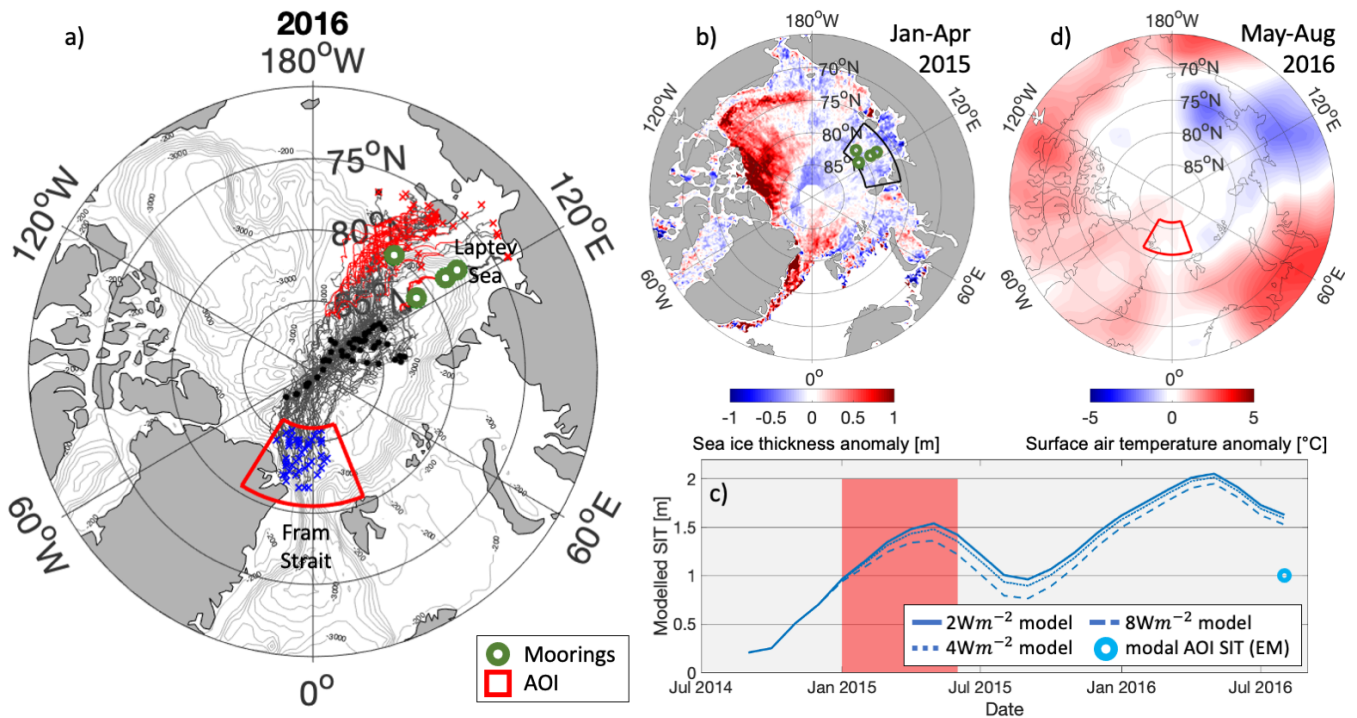 2016
a)
180°W
120°W
120°E
75°N
80°
Laptev
Sea
60°W
60°E
Fram
Strait
0°
Moorings
AOI
b)
Jan-Apr
2015
180°W
120°W
120°E
70°N
75°N
80°N
85°N
60°W
60°E
0°
-1
-0.5
0
0.5
1
Sea ice thickness anomaly [m]
d)
May-Aug
2016
180°W
120°W
120°E
70°N
75°N
80°N
85°N
60°W
60°E
0°
-5
0
5
Surface air temperature anomaly [°C]
c)
Modelled SIT [m]
2
1.5
1
0.5
0
2Wm⁻² model
8Wm⁻² model
4Wm⁻² model
modal AOI SIT (EM)
Jul 2014
Jan 2015
Jul 2015
Jan 2016
Jul 2016
Date